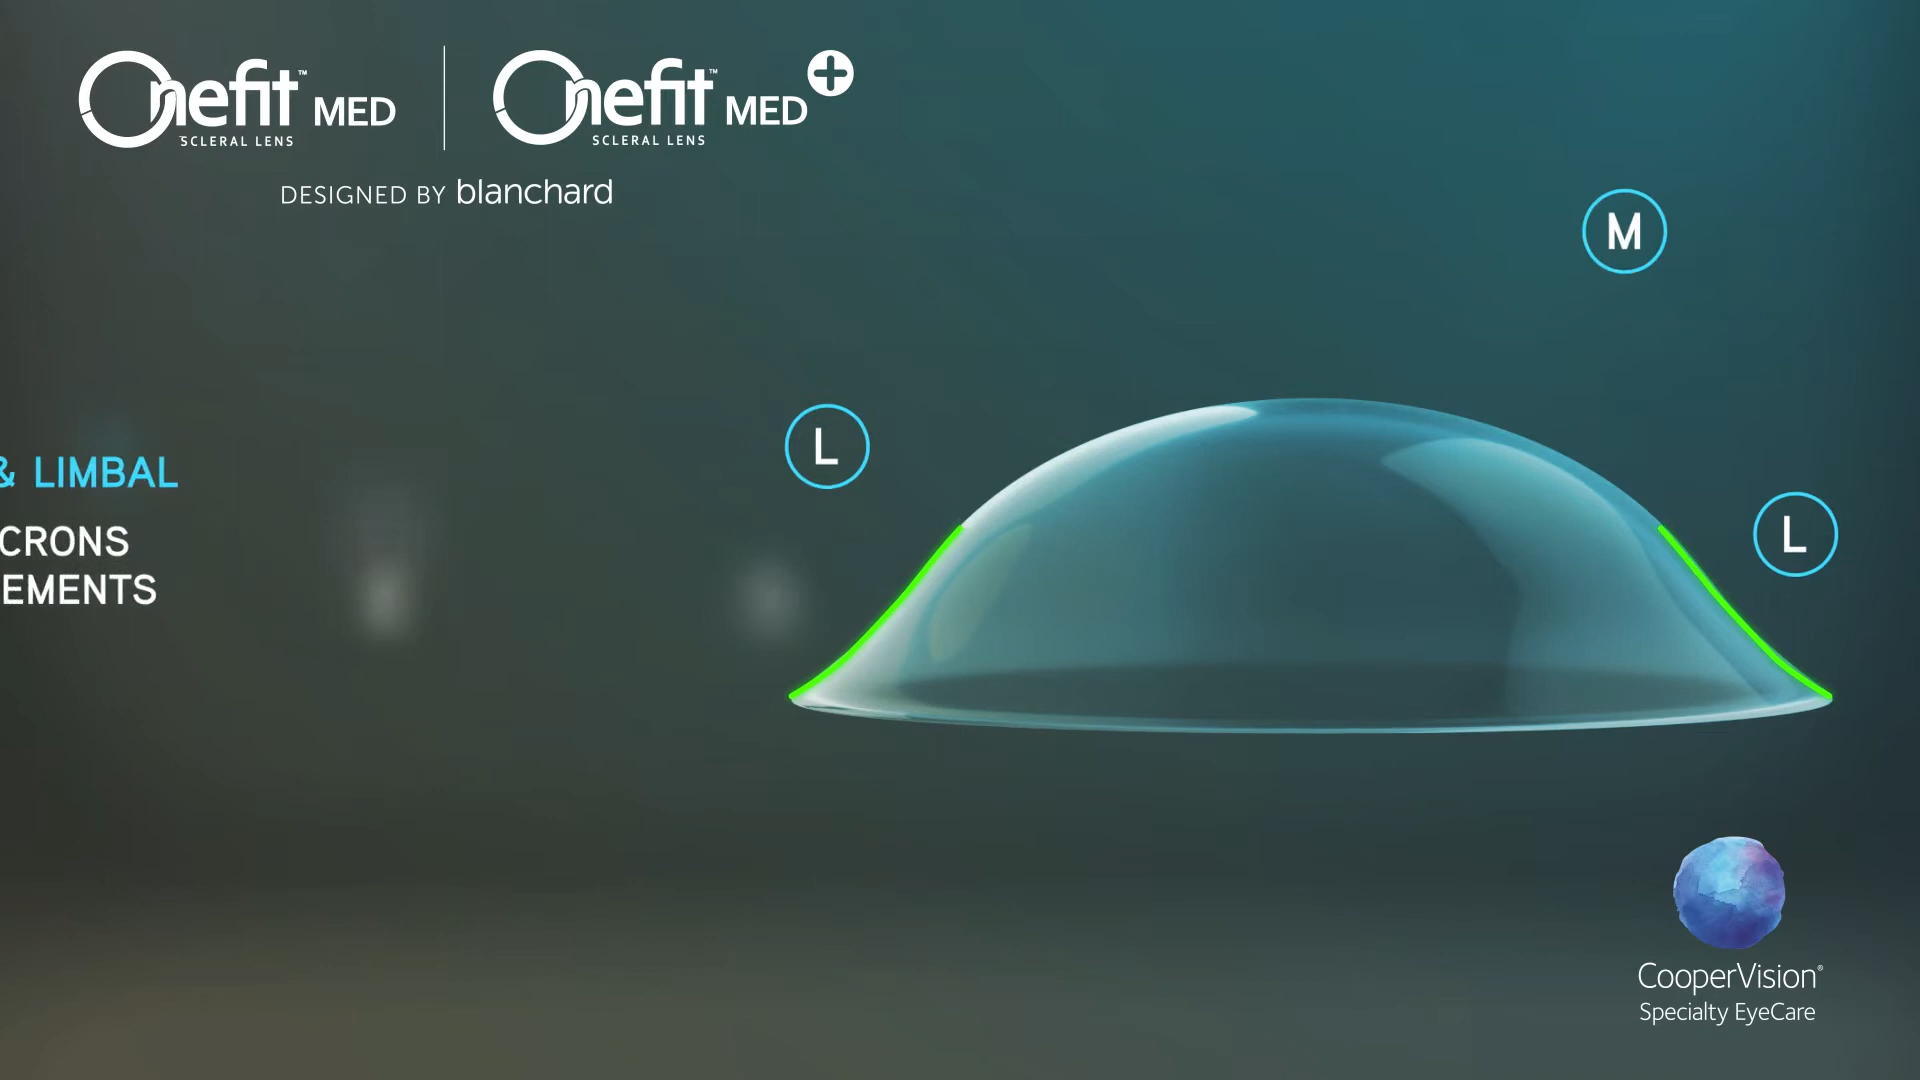 Onefit™ MED
SCLERAL LENS
Onefit™ MED+
SCLERAL LENS
DESIGNED BY blanchard
M
L
L
& LIMBAL
CRONS
EMENTS
CooperVision®
Specialty EyeCare